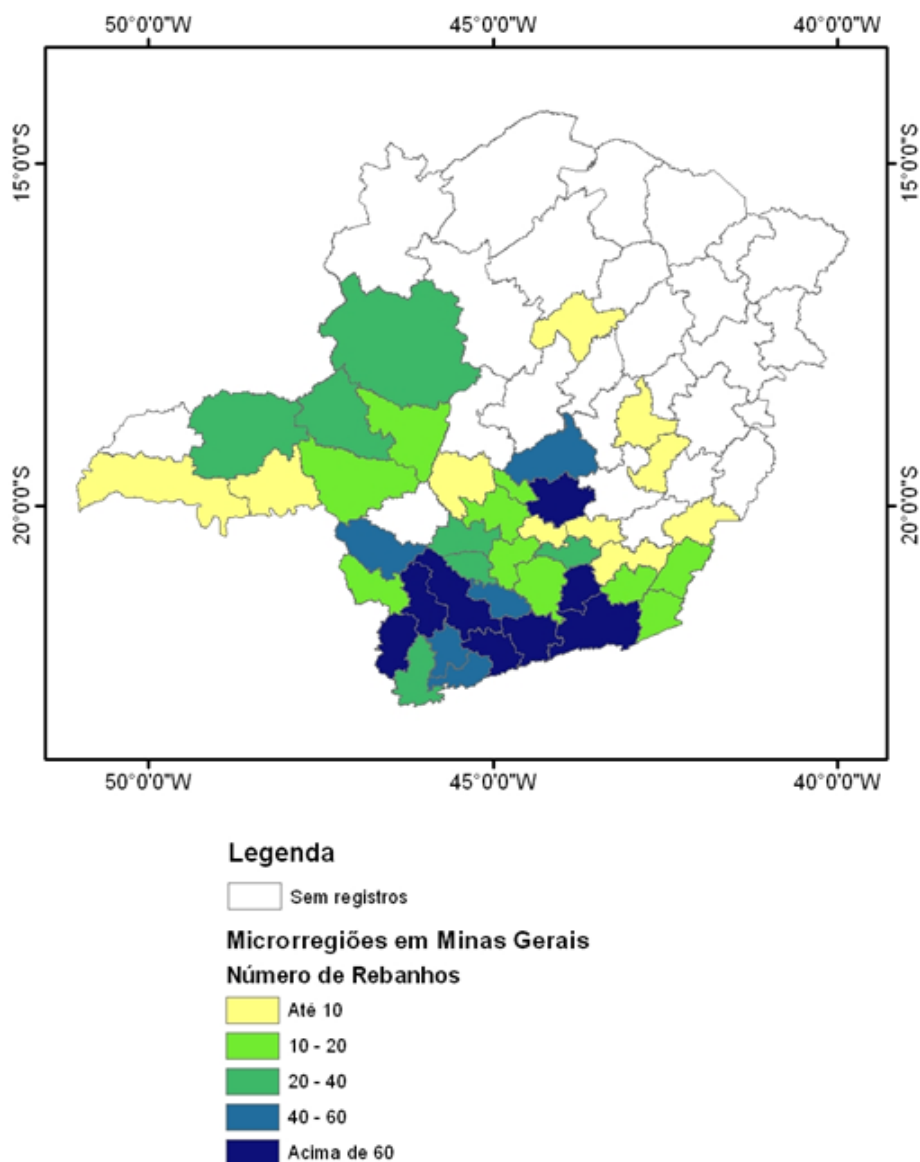 50°0'0"W 45°0'0"W 40°0'0"W
15°0'0"S 15°0'0"S
20°0'0"S 20°0'0"S
50°0'0"W 45°0'0"W 40°0'0"W
Legenda
Sem registros
Microrregiões em Minas Gerais
Número de Rebanhos
Até 10
10 - 20
20 - 40
40 - 60
Acima de 60